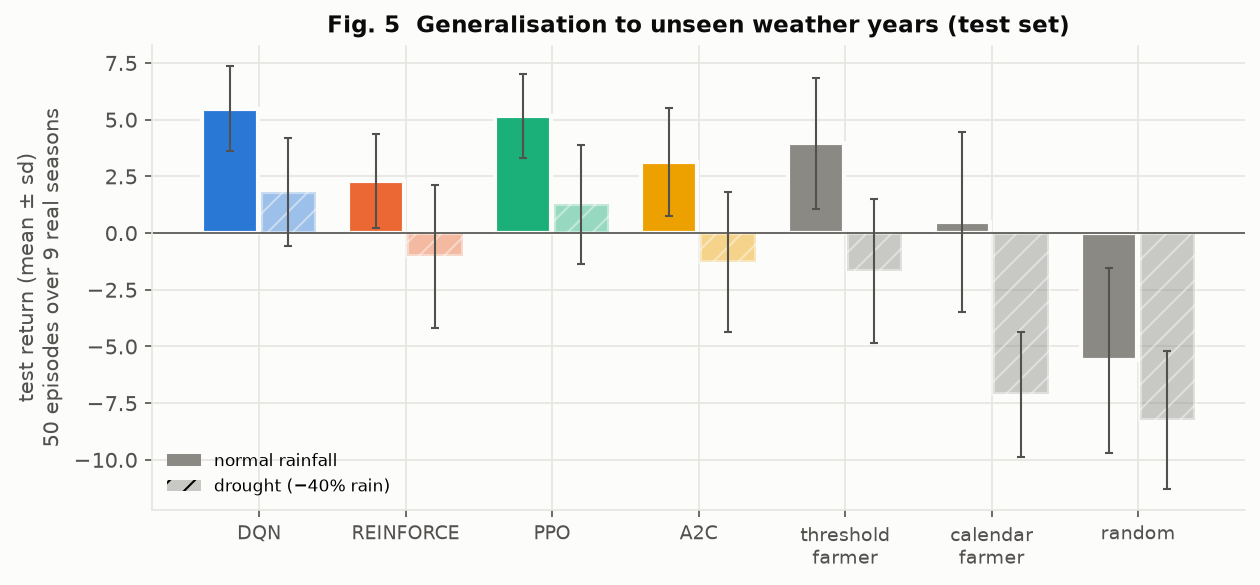 Fig. 5  Generalisation to unseen weather years (test set)
test return (mean ± sd)
50 episodes over 9 real seasons
7.5
5.0
2.5
0.0
−2.5
−5.0
−7.5
−10.0
normal rainfall
drought (−40% rain)
DQN
REINFORCE
PPO
A2C
threshold
farmer
calendar
farmer
random